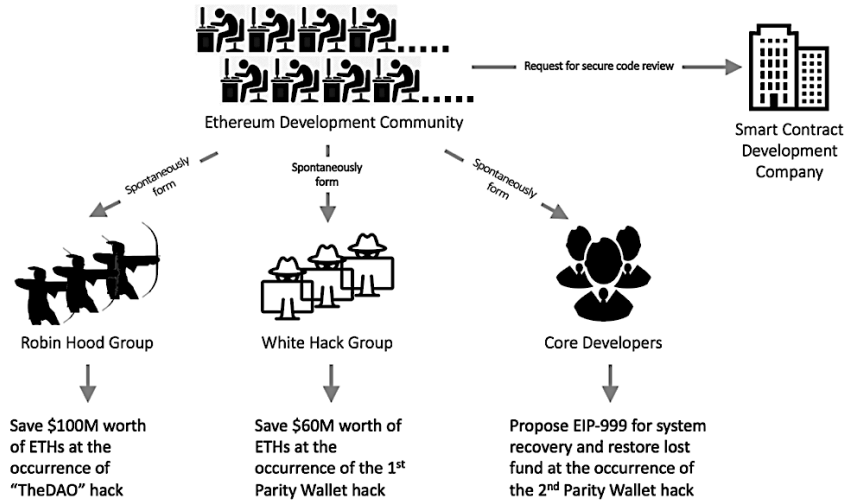 Request for secure code review
Ethereum Development Community
Smart Contract
Development
Company
Spontaneously
form
Spontaneously
form
Spontaneously
form
Robin Hood Group
White Hack Group
Core Developers
Save $100M worth
of ETHs at the
occurrence of
“TheDAO” hack
Save $60M worth of
ETHs at the
occurrence of the 1st
Parity Wallet hack
Propose EIP-999 for system
recovery and restore lost
fund at the occurrence of
the 2nd Parity Wallet hack